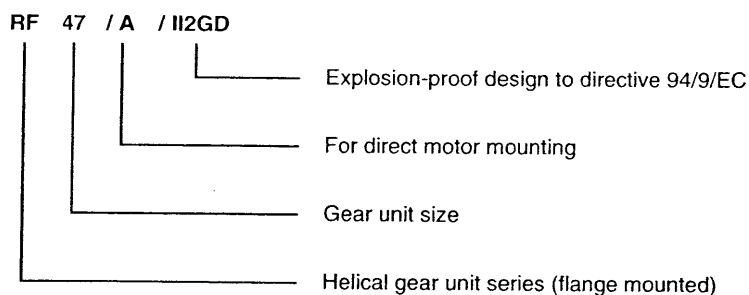 RF 47 / A / II2GD
Explosion-proof design to directive 94/9/EC
For direct motor mounting
Gear unit size
Helical gear unit series (flange mounted)